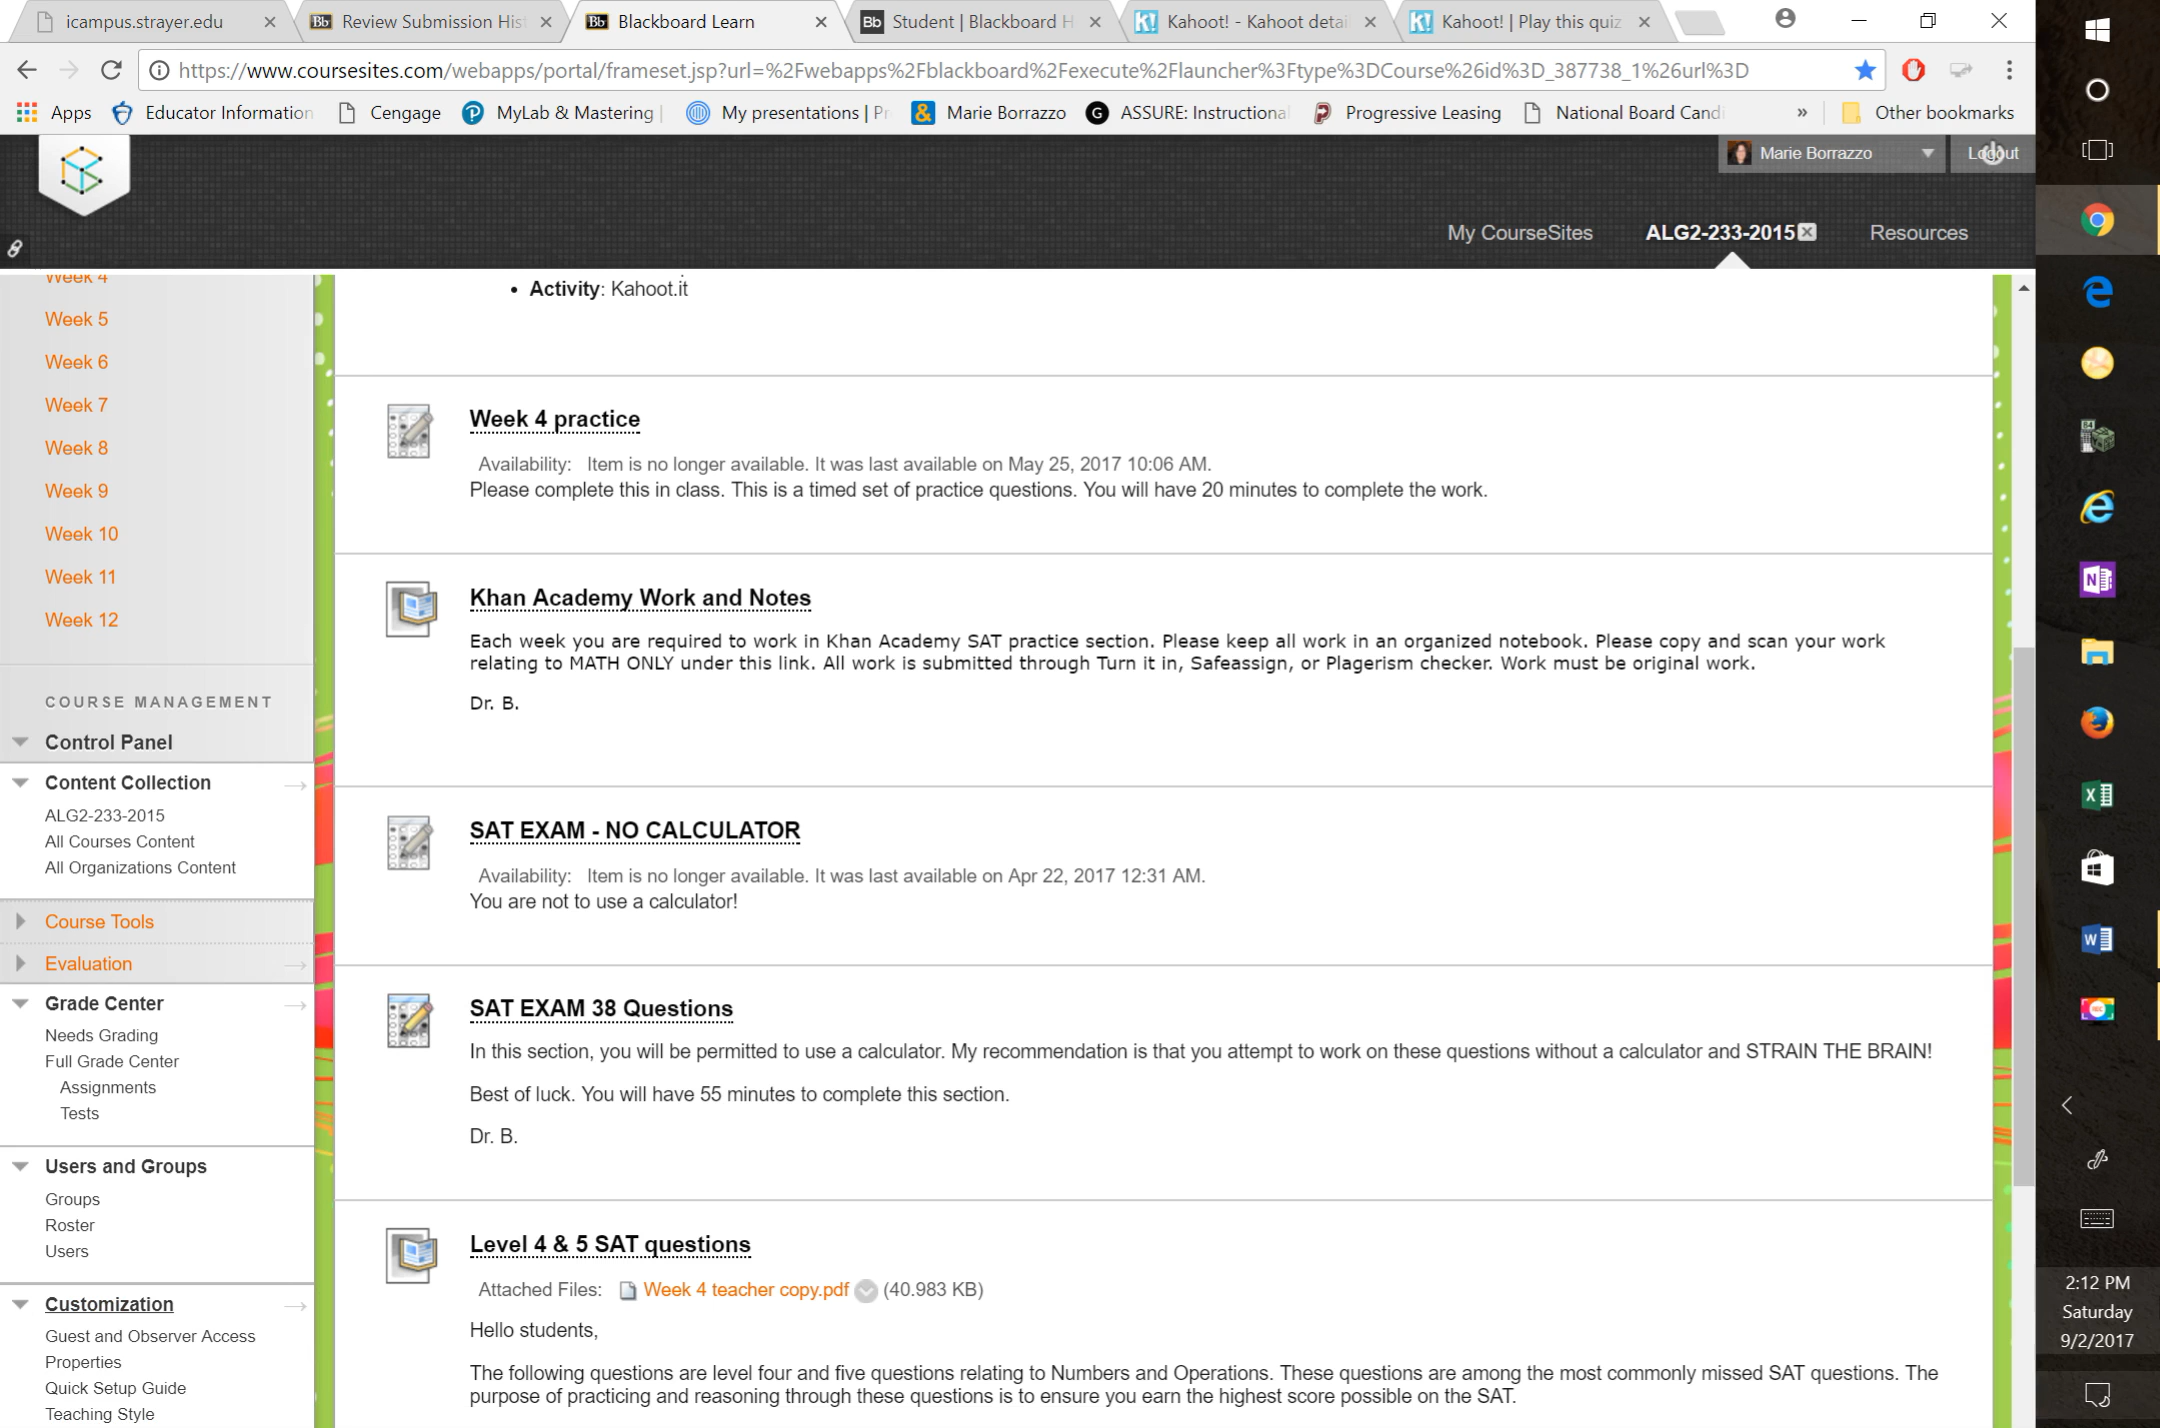 icampus.strayer.edu
Review Submission Hist
Blackboard Learn
Student | Blackboard H
Kahoot! - Kahoot detai
Kahoot! | Play this quiz
https://www.coursesites.com/webapps/portal/frameset.jsp?url=%2Fwebapps%2Fblackboard%2Fexecute%2Flauncher%3Ftype%3DCourse%26id%3D_387738_1%26url%3D
Apps
Educator Information
Cengage
MyLab & Mastering |
My presentations | Pr
Marie Borrazzo
ASSURE: Instructional
Progressive Leasing
National Board Candi
»
Other bookmarks
Marie Borrazzo
Logout
My CourseSites
ALG2-233-2015
Resources
Week 4
Week 5
Week 6
Week 7
Week 8
Week 9
Week 10
Week 11
Week 12
COURSE MANAGEMENT
Control Panel
Content Collection
ALG2-233-2015
All Courses Content
All Organizations Content
Course Tools
Evaluation
Grade Center
Needs Grading
Full Grade Center
Assignments
Tests
Users and Groups
Groups
Roster
Users
Customization
Guest and Observer Access
Properties
Quick Setup Guide
Teaching Style
• Activity: Kahoot.it
Week 4 practice
Availability: Item is no longer available. It was last available on May 25, 2017 10:06 AM.
Please complete this in class. This is a timed set of practice questions. You will have 20 minutes to complete the work.
Khan Academy Work and Notes
Each week you are required to work in Khan Academy SAT practice section. Please keep all work in an organized notebook. Please copy and scan your work
relating to MATH ONLY under this link. All work is submitted through Turn it in, Safeassign, or Plagerism checker. Work must be original work.
Dr. B.
SAT EXAM - NO CALCULATOR
Availability: Item is no longer available. It was last available on Apr 22, 2017 12:31 AM.
You are not to use a calculator!
SAT EXAM 38 Questions
In this section, you will be permitted to use a calculator. My recommendation is that you attempt to work on these questions without a calculator and STRAIN THE BRAIN!
Best of luck. You will have 55 minutes to complete this section.
Dr. B.
Level 4 & 5 SAT questions
Attached Files: Week 4 teacher copy.pdf (40.983 KB)
Hello students,
The following questions are level four and five questions relating to Numbers and Operations. These questions are among the most commonly missed SAT questions. The
purpose of practicing and reasoning through these questions is to ensure you earn the highest score possible on the SAT.
2:12 PM
Saturday
9/2/2017